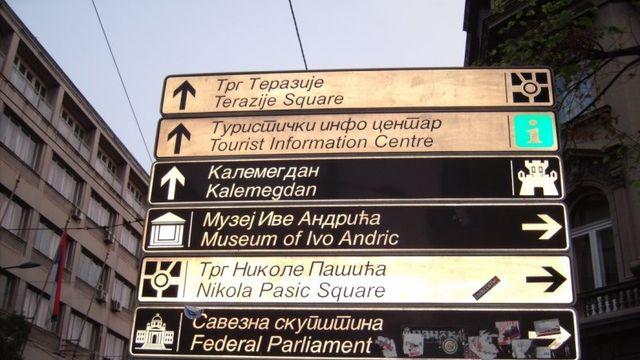 Трг Теразије
Terazije Square
Туристички инфо центар
Tourist Information Centre
i
Калемегдан
Kalemegdan
Музеј Иве Андрића
Museum of Ivo Andric
Трг Николе Пашића
Nikola Pasic Square
Савезна скупштина
Federal Parliament